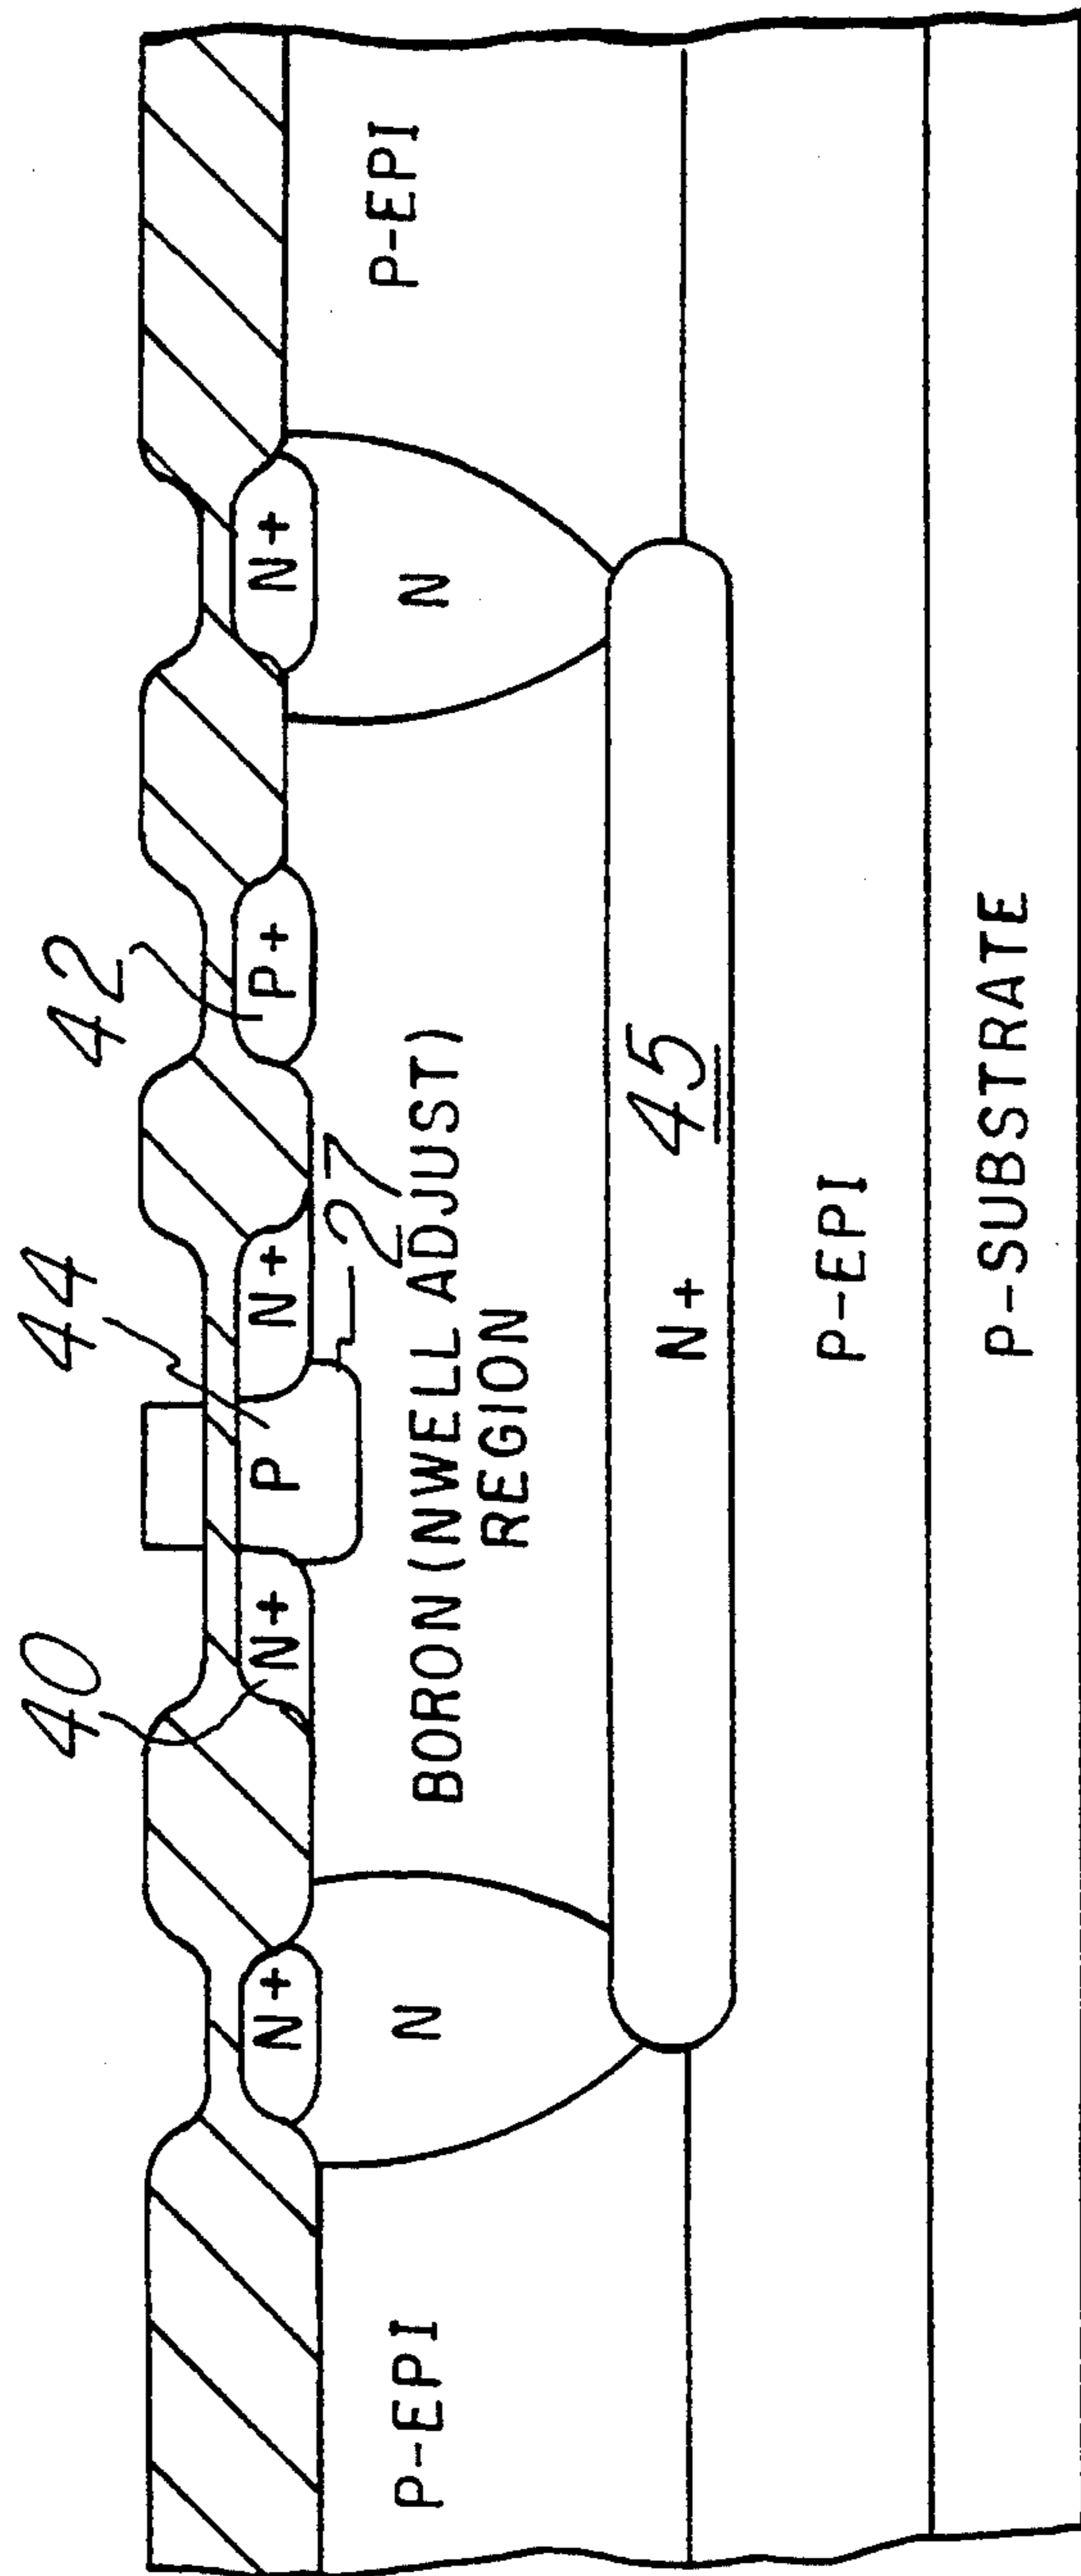 40
44
42
N+
N+
P
N+
P+
N+
27
P-EPI
N
BORON (NWELL ADJUST)
REGION
N
P-EPI
N+ 45
P-EPI
P-SUBSTRATE